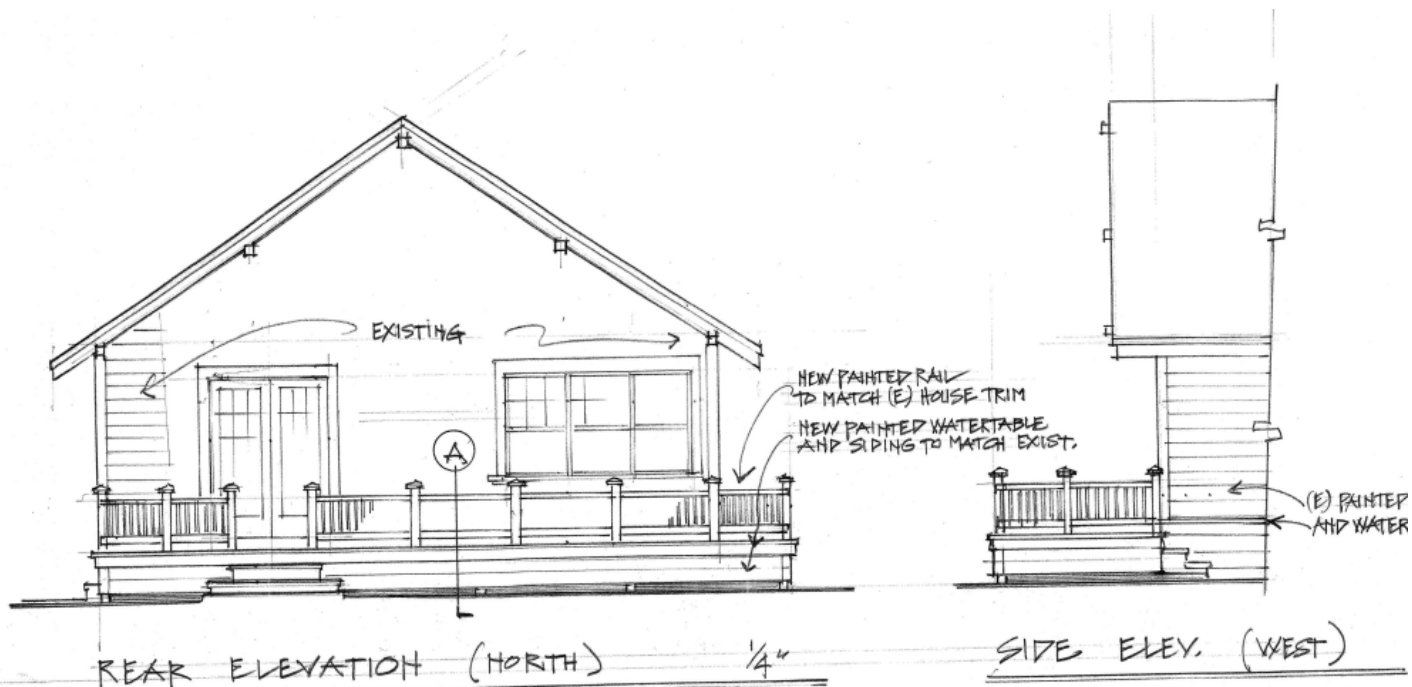 EXISTING
NEW PAINTED RAIL
TO MATCH (E) HOUSE TRIM
NEW PAINTED WATERTABLE
AND SIDING TO MATCH EXIST.
A
(E) PAINTED
AND WATER
REAR ELEVATION (NORTH) 1/4"
SIDE ELEV. (WEST)